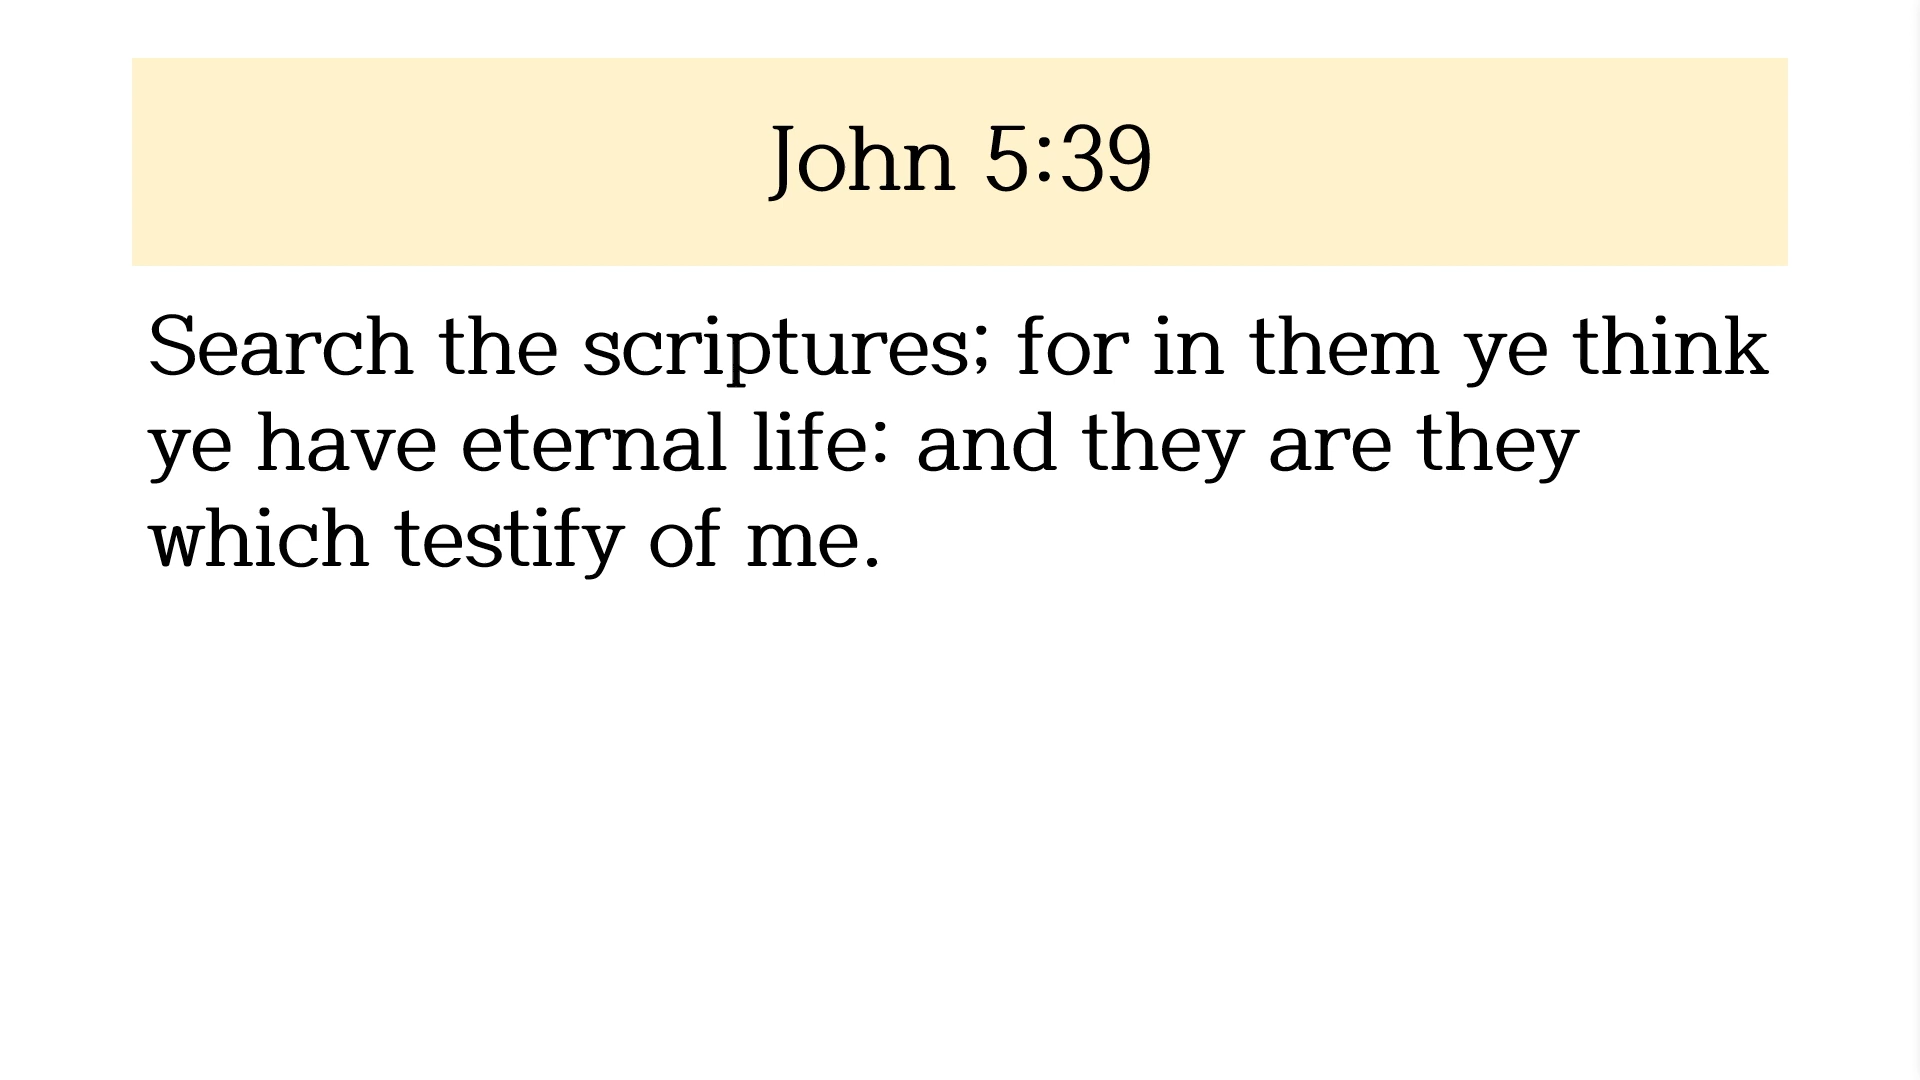 John 5:39
Search the scriptures; for in them ye think
ye have eternal life: and they are they
which testify of me.